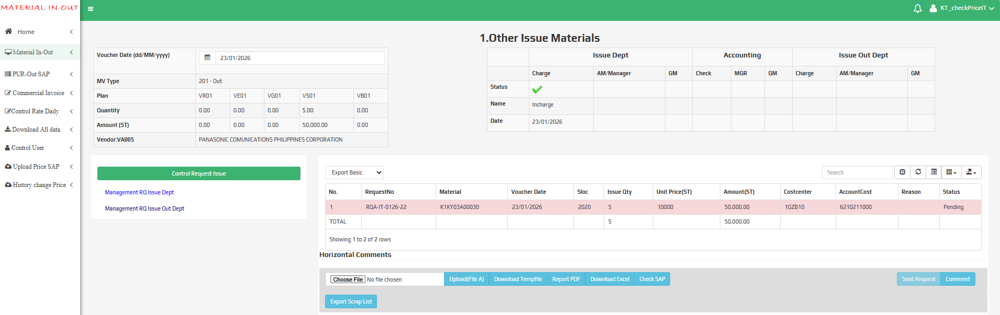 MATERIAL IN-OUT
KT_checkPriceIT
Home
Material In-Out
PUR-Out SAP
Commercial Invoice
Control Rate Daily
Download All data
Control User
Upload Price SAP
History change Price
1.Other Issue Materials
Voucher Date (dd/MM/yyyy) 23/01/2026
MV Type 201 - Out
Plan VR01 VE01 VG01 VS01 VB01
Quantity 0.00 0.00 0.00 5.00 0.00
Amount (ST) 0.00 0.00 0.00 50,000.00 0.00
Vendor:VA005 PANASONIC COMUNICATIONS PHILIPPINES CORPORATION
Issue Dept Accounting Issue Out Dept
Charge AM/Manager GM Check MGR GM Charge AM/Manager GM
Status
Name Incharge
Date 23/01/2026
Control Request Issue
Management RQ Issue Dept
Management RQ Issue Out Dept
Export Basic Search
No. RequestNo Material Voucher Date Sloc Issue Qty Unit Price(ST) Amount(ST) Costcenter AccountCost Reason Status
1 RQA-IT-0126-22 K1KY03A00030 23/01/2026 2020 5 10000 50,000.00 1GZB10 6210211000 Pending
TOTAL 5 50,000.00
Showing 1 to 2 of 2 rows
Horizontal Comments
Choose File No file chosen Upload(File A) Download Tempfile Report PDF Download Excel Check SAP Sent Request Comment
Export Scrap List